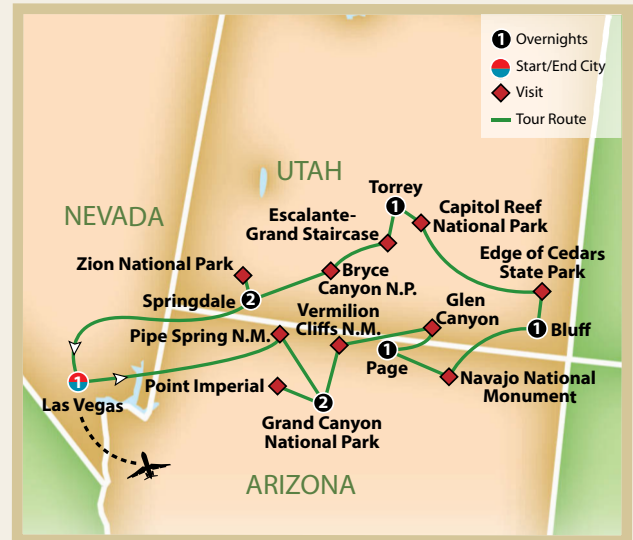 1 Overnights
Start/End City
Visit
Tour Route
UTAH
NEVADA
Torrey
1
Capitol Reef
National Park
Escalante-
Grand Staircase
Edge of Cedars
State Park
Zion National Park
Bryce
Canyon N.P.
Springdale
2
Vermilion
Cliffs N.M.
Glen
Canyon
Pipe Spring N.M.
1
Bluff
1
Page
1
Las Vegas
Point Imperial
Navajo National
Monument
2
Grand Canyon
National Park
ARIZONA